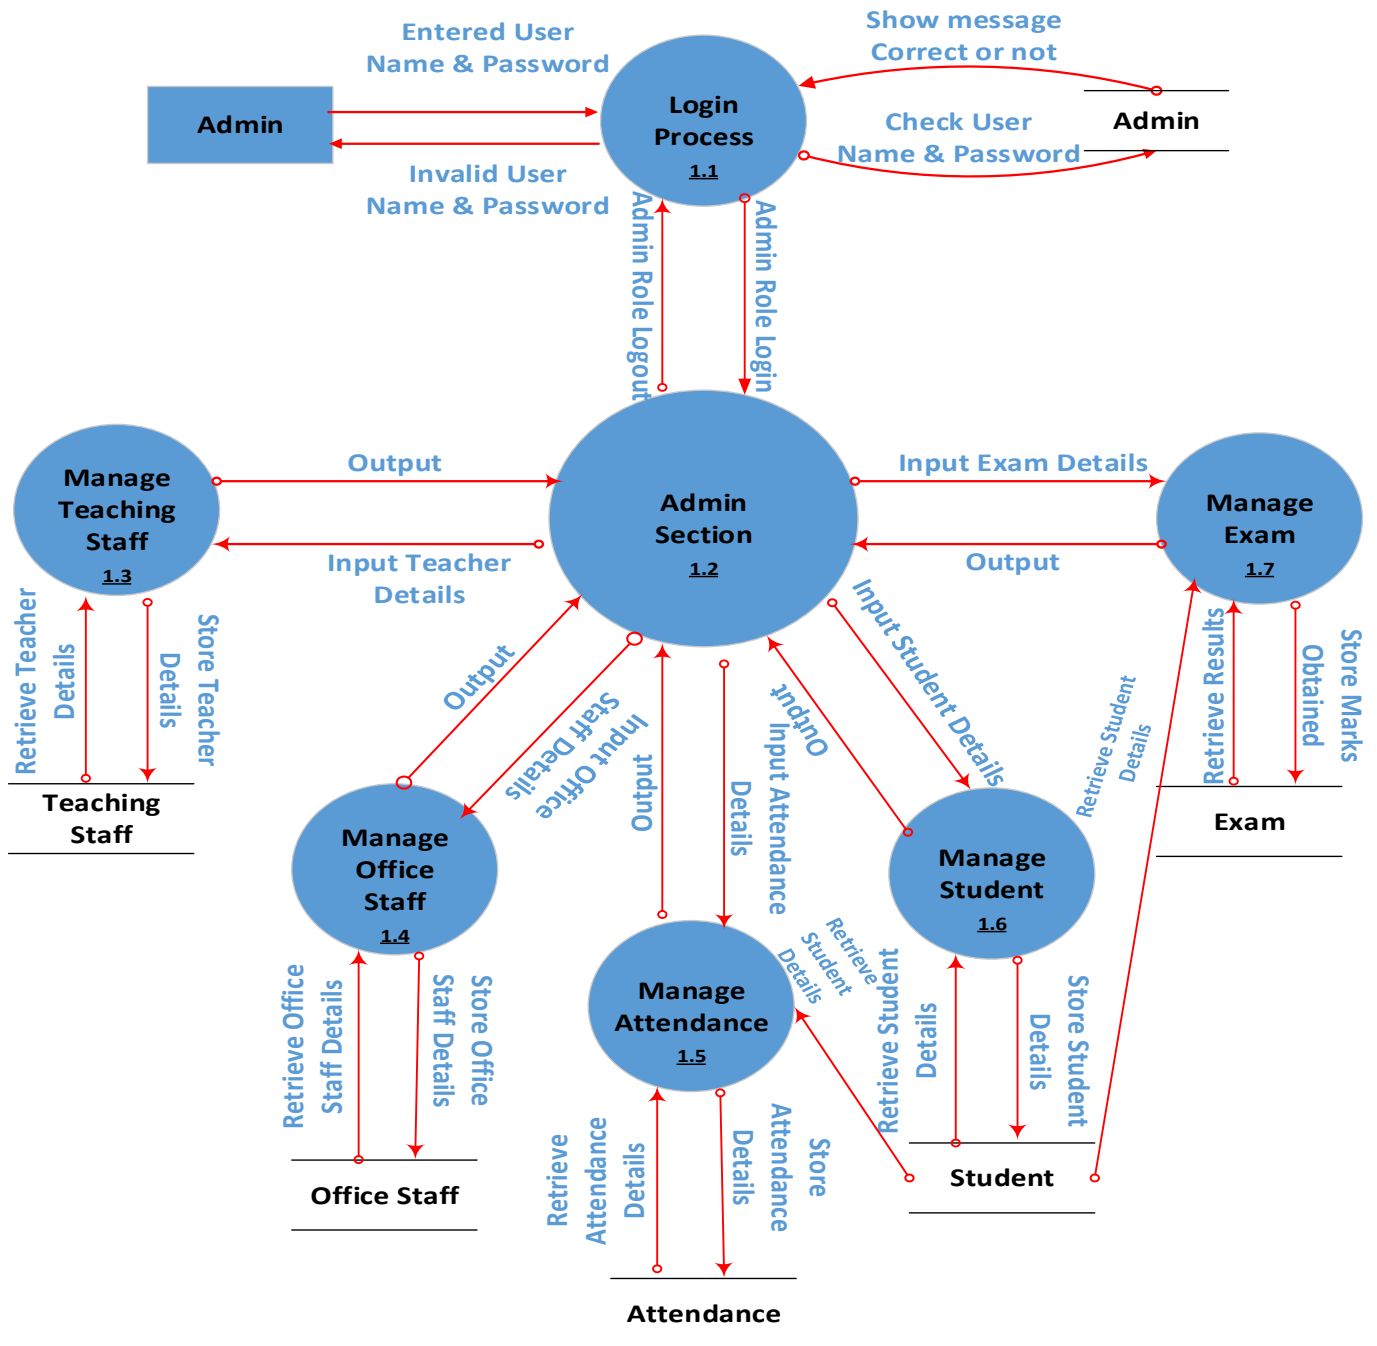 Entered User
Name & Password
Show message
Correct or not
Admin
Login
Process
1.1
Admin
Check User
Name & Password
Invalid User
Name & Password
Admin Role Logout
Admin Role Login
Output
Input Exam Details
Manage
Teaching
Staff
1.3
Admin
Section
1.2
Manage
Exam
1.7
Input Teacher
Details
Output
Retrieve Teacher
Details
Store Teacher
Details
Output
Input Office
Staff Details
Output
Input Attendance
Details
Output
Input Student Details
Retrieve Student
Details
Retrieve Results
Store Marks
Obtained
Teaching
Staff
Exam
Manage
Office
Staff
1.4
Manage
Student
1.6
Manage
Attendance
1.5
Retrieve
Student
Details
Retrieve Office
Staff Details
Store Office
Staff Details
Retrieve Student
Details
Store Student
Details
Retrieve
Attendance
Details
Store
Attendance
Details
Office Staff
Student
Attendance